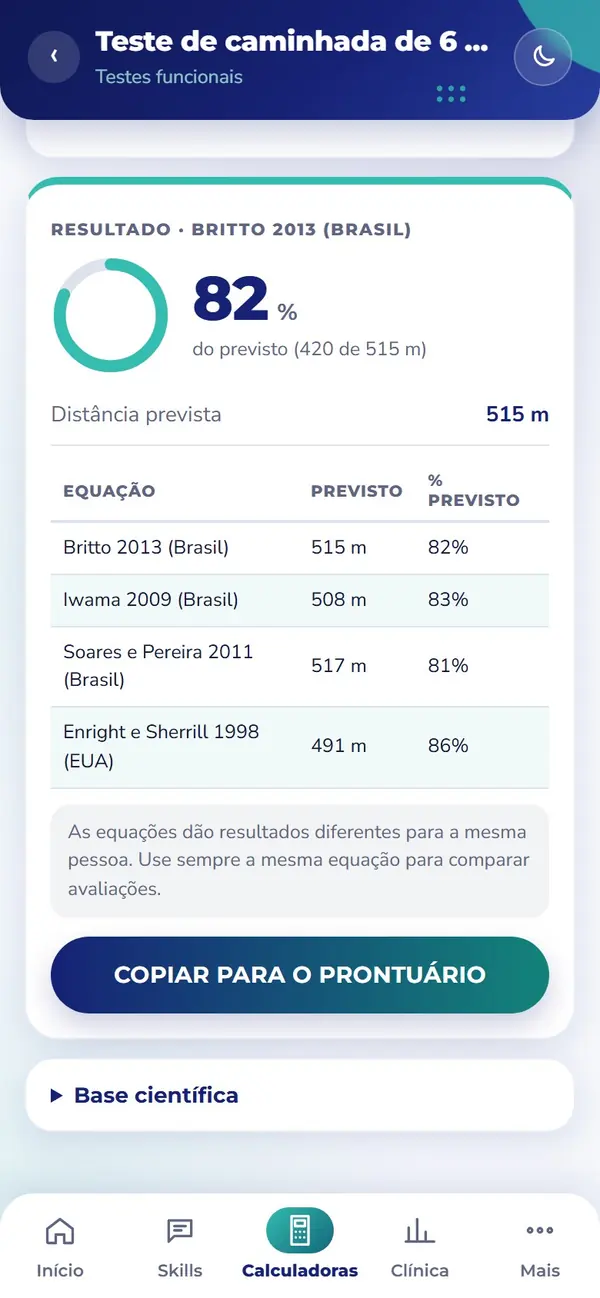 Teste de caminhada de 6 ...
Testes funcionais
RESULTADO · BRITTO 2013 (BRASIL)
82 %
do previsto (420 de 515 m)
Distância prevista 515 m
EQUAÇÃO PREVISTO % PREVISTO
Britto 2013 (Brasil) 515 m 82%
Iwama 2009 (Brasil) 508 m 83%
Soares e Pereira 2011 (Brasil) 517 m 81%
Enright e Sherrill 1998 (EUA) 491 m 86%
As equações dão resultados diferentes para a mesma
pessoa. Use sempre a mesma equação para comparar
avaliações.
COPIAR PARA O PRONTUÁRIO
Base científica
Início Skills Calculadoras Clínica Mais